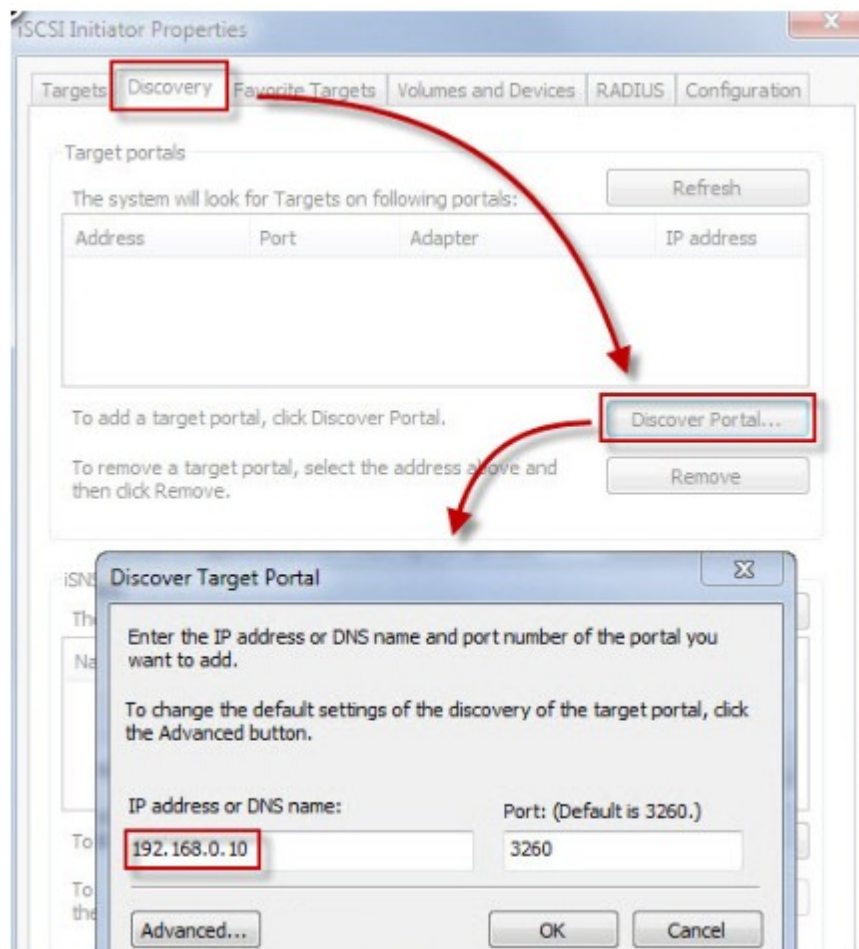 iSCSI Initiator Properties
Targets Discovery Favorite Targets Volumes and Devices RADIUS Configuration
Target portals
The system will look for Targets on following portals:
Refresh
Address Port Adapter IP address
To add a target portal, click Discover Portal.
Discover Portal...
To remove a target portal, select the address above and
then click Remove.
Remove
iSNS
Discover Target Portal
Enter the IP address or DNS name and port number of the portal you
want to add.
To change the default settings of the discovery of the target portal, click
the Advanced button.
IP address or DNS name:
Port: (Default is 3260.)
192.168.0.10
3260
To
To
the
Advanced...
OK
Cancel